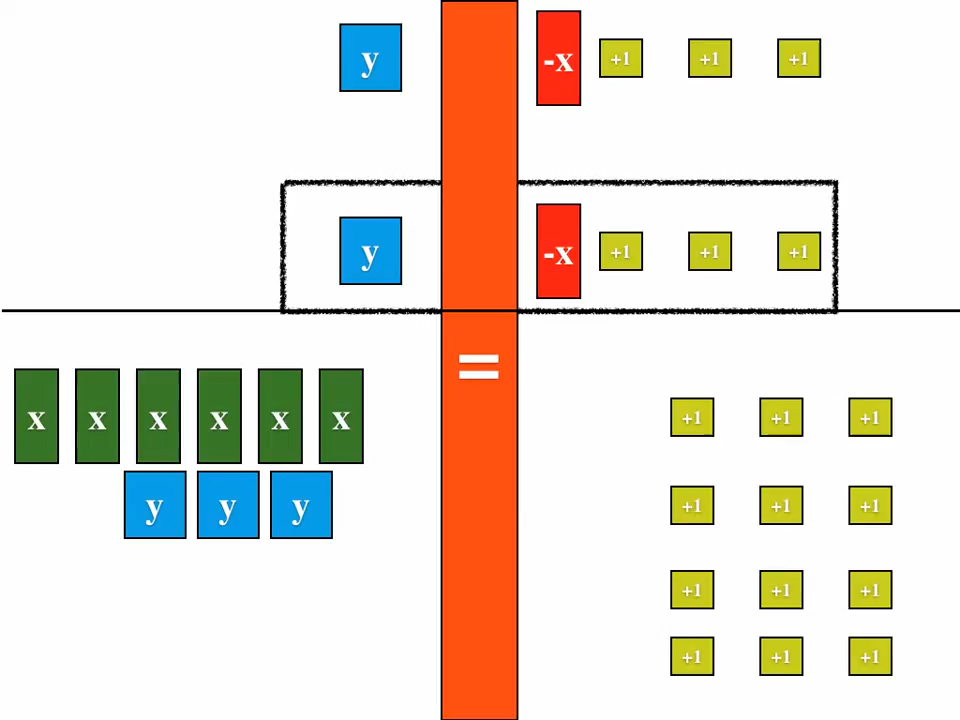 y -x +1 +1 +1
y -x +1 +1 +1
=
x x x x x x +1 +1 +1
y y y +1 +1 +1
+1 +1 +1
+1 +1 +1